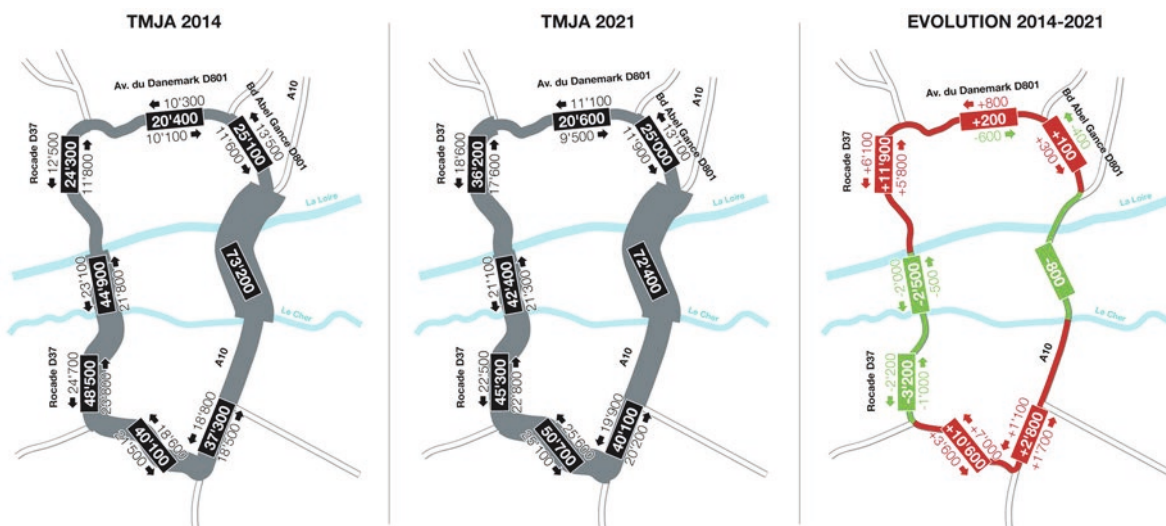 TMJA 2014
Av. du Danemark D801
10'300
20'400
10'100
Bd Abel Gance D801
13'500
25'100
11'600
A10
Rocade D37
12'500
24'300
11'800
La Loire
73'200
23'100
44'900
21'800
Le Cher
A10
Rocade D37
24'700
48'500
23'800
18'600
40'100
21'500
18'800
37'300
18'500
TMJA 2021
Av. du Danemark D801
11'100
20'600
9'500
Bd Abel Gance D801
13'100
25'000
11'900
A10
Rocade D37
18'600
36'200
17'600
La Loire
72'400
21'100
42'400
21'300
Le Cher
A10
Rocade D37
22'500
45'300
22'800
25'600
50'700
25'100
19'900
40'100
20'200
EVOLUTION 2014-2021
Av. du Danemark D801
+800
+200
-600
Bd Abel Gance D801
-400
+100
+300
A10
Rocade D37
+6'100
+11'900
+5'800
La Loire
-800
-2'000
-2'500
-500
Le Cher
A10
Rocade D37
-2'200
-3'200
-1'000
+7'000
+10'600
+3'600
+1'100
+2'800
+1'700